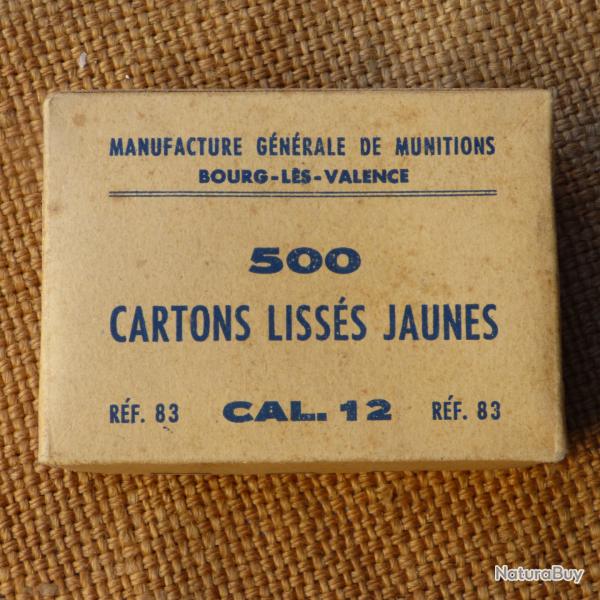 MANUFACTURE GÉNÉRALE DE MUNITIONS
BOURG-LÈS-VALENCE
500
CARTONS LISSÉS JAUNES
RÉF. 83 CAL. 12 RÉF. 83
NaturaBuy